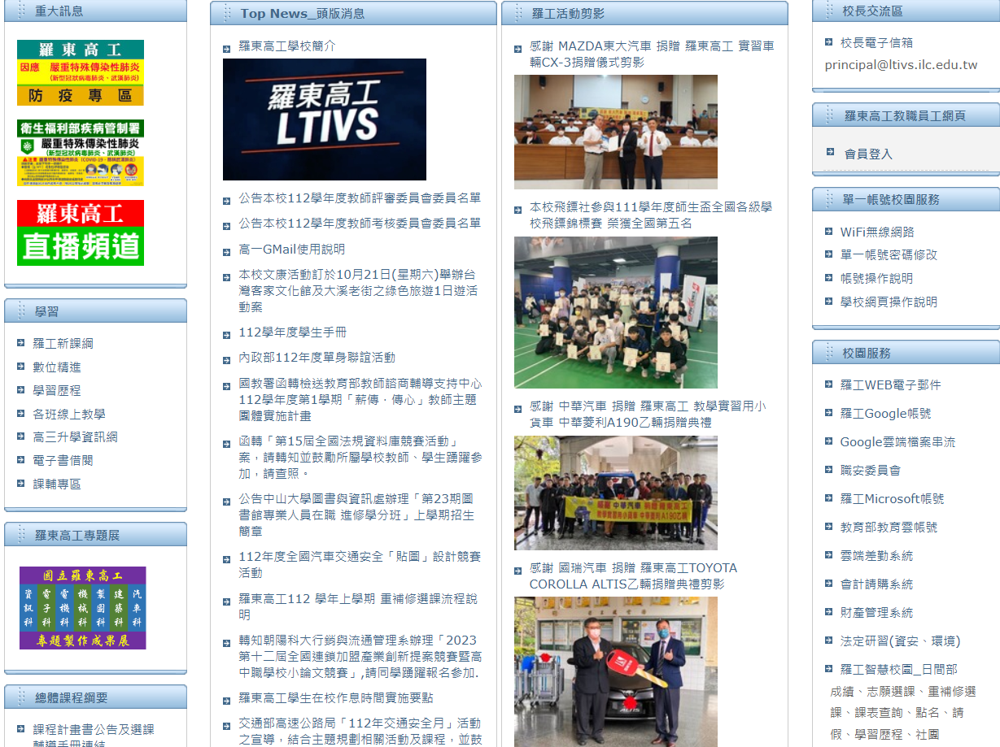 重大訊息
羅東高工
因應 嚴重特殊傳染性肺炎
(新型冠狀病毒肺炎、武漢肺炎)
防疫專區
衛生福利部疾病管制署
嚴重特殊傳染性肺炎
(新型冠狀病毒肺炎、武漢肺炎)
羅東高工
直播頻道
學習
羅工新課綱
數位精進
學習歷程
各班線上教學
高三升學資訊網
電子書借閱
課輔專區
羅東高工專題展
國立羅東高工
資訊科 電子科 電機科 機械科 製圖科 建築科 汽車科
專題製作成果展
總體課程綱要
課程計畫書公告及選課
輔導手冊連結
Top News_頭版消息
羅東高工學校簡介
羅東高工
LTIVS
公告本校112學年度教師評審委員會委員名單
公告本校112學年度教師考核委員會委員名單
高一GMail使用說明
本校文康活動訂於10月21日(星期六)舉辦台
灣客家文化館及大溪老街之綠色旅遊1日遊活
動案
112學年度學生手冊
內政部112年度單身聯誼活動
國教署函轉檢送教育部教師諮商輔導支持中心
112學年度第1學期「薪傳．傳心」教師主題
團體實施計畫
函轉「第15屆全國法規資料庫競賽活動」
案，請轉知並鼓勵所屬學校教師、學生踴躍參
加，請查照。
公告中山大學圖書與資訊處辦理「第23期圖
書館專業人員在職 進修學分班」上學期招生
簡章
112年度全國汽車交通安全「貼圖」設計競賽
活動
羅東高工112 學年上學期 重補修選課流程說
明
轉知朝陽科大行銷與流通管理系辦理「2023
第十二屆全國連鎖加盟產業創新提案競賽暨高
中職學校小論文競賽」,請同學踴躍報名參加.
羅東高工學生在校作息時間實施要點
交通部高速公路局「112年交通安全月」活動
之宣導，結合主題規劃相關活動及課程，並鼓
羅工活動剪影
感謝 MAZDA東大汽車 捐贈 羅東高工 實習車
輛CX-3捐贈儀式剪影
本校飛鏢社參與111學年度師生盃全國各級學
校飛鏢錦標賽 榮獲全國第五名
感謝 中華汽車 捐贈 羅東高工 教學實習用小
貨車 中華菱利A190乙輛捐贈典禮
感謝 中華汽車 捐贈 羅東高工
教學實習用小貨車 中華菱利A190乙輛
感謝 國瑞汽車 捐贈 羅東高工TOYOTA
COROLLA ALTIS乙輛捐贈典禮剪影
ALTIS
校長交流區
校長電子信箱
principal@ltivs.ilc.edu.tw
羅東高工教職員工網頁
會員登入
單一帳號校園服務
WiFi無線網路
單一帳號密碼修改
帳號操作說明
學校網頁操作說明
校園服務
羅工WEB電子郵件
羅工Google帳號
Google雲端檔案串流
職安委員會
羅工Microsoft帳號
教育部教育雲帳號
雲端差勤系統
會計請購系統
財產管理系統
法定研習(資安、環境)
羅工智慧校園_日間部
成績、志願選課、重補修選
課、課表查詢、點名、請
假、學習歷程、社團